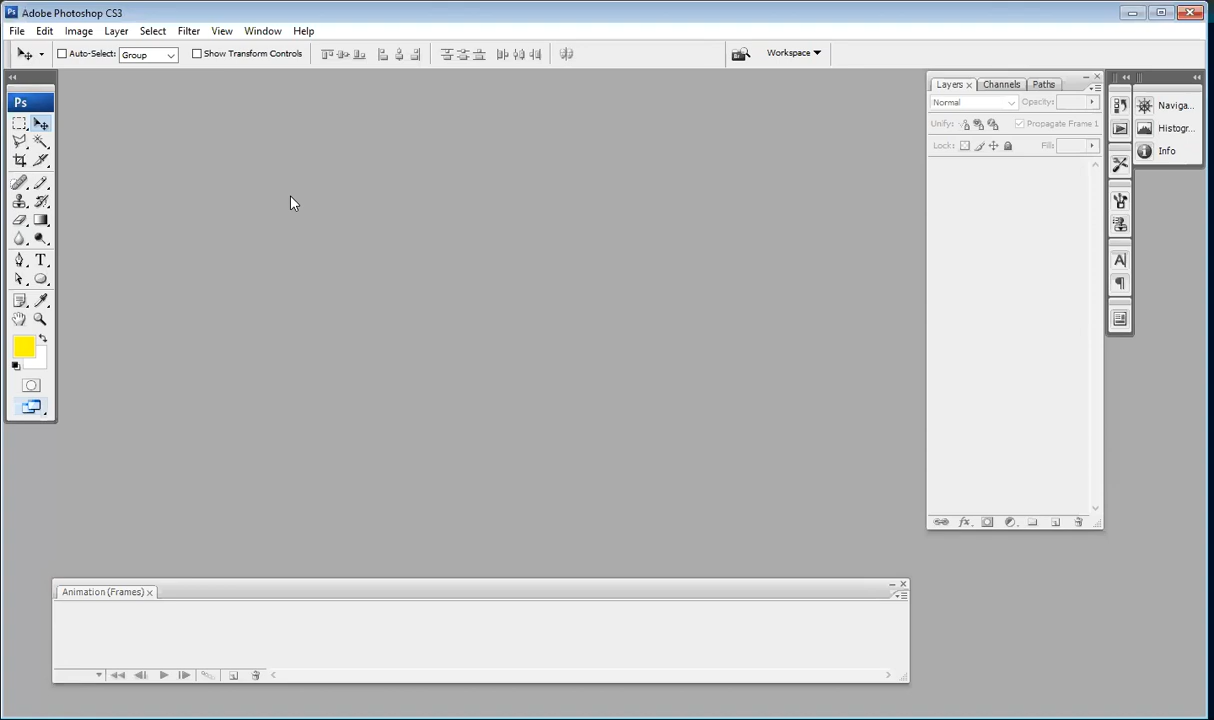 Ps Adobe Photoshop CS3
File Edit Image Layer Select Filter View Window Help
Auto-Select: Group Show Transform Controls Workspace
Ps
Layers Channels Paths
Normal Opacity:
Unify: Propagate Frame 1
Lock: Fill:
Naviga...
Histogr...
Info
T
A
Animation (Frames)